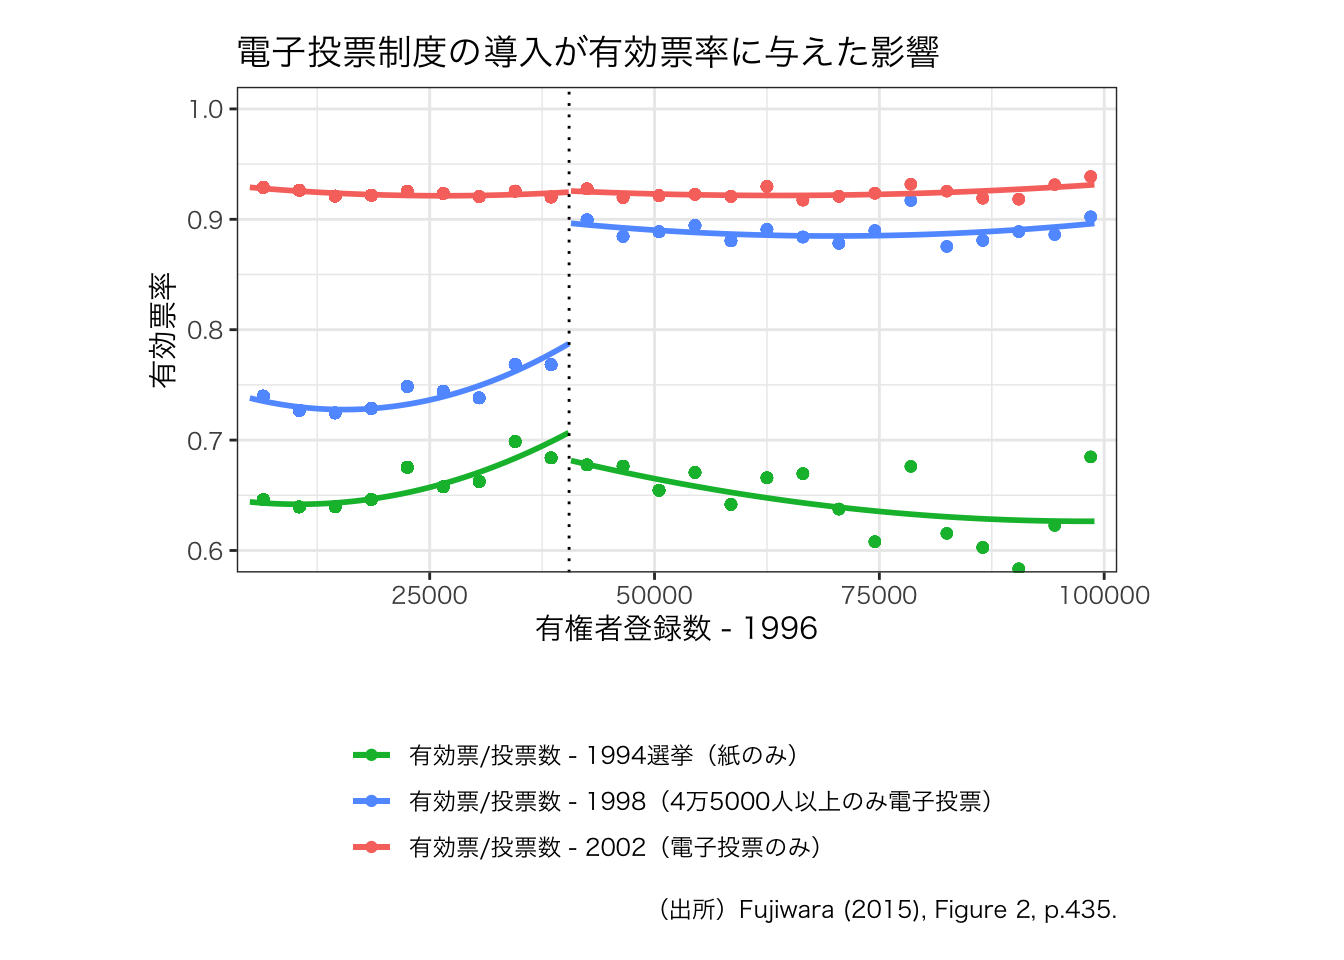 電子投票制度の導入が有効票率に与えた影響
1.0
0.9
0.8
0.7
0.6
有効票率
25000 50000 75000 100000
有権者登録数 - 1996
有効票/投票数 - 1994選挙（紙のみ）
有効票/投票数 - 1998（4万5000人以上のみ電子投票）
有効票/投票数 - 2002（電子投票のみ）
（出所）Fujiwara (2015), Figure 2, p.435.